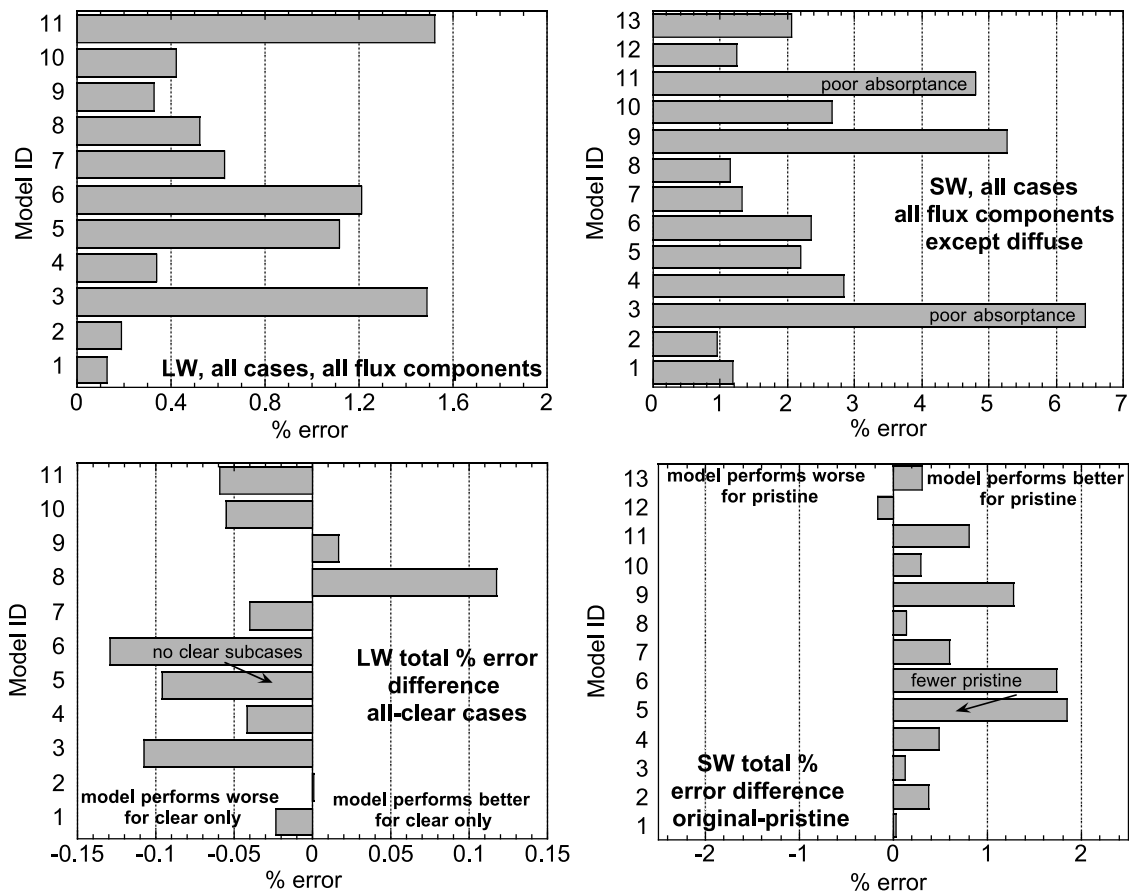 Model ID
11
10
9
8
7
6
5
4
3
2
1
LW, all cases, all flux components
0
0.4
0.8
1.2
1.6
2
% error
Model ID
13
12
11
10
9
8
7
6
5
4
3
2
1
poor absorptance
SW, all cases
all flux components
except diffuse
poor absorptance
0
1
2
3
4
5
6
7
% error
Model ID
11
10
9
8
7
6
5
4
3
2
1
no clear subcases
LW total % error
difference
all-clear cases
model performs worse
for clear only
model performs better
for clear only
-0.15
-0.1
-0.05
0
0.05
0.1
0.15
% error
Model ID
13
12
11
10
9
8
7
6
5
4
3
2
1
model performs worse
for pristine
model performs better
for pristine
fewer pristine
SW total %
error difference
original-pristine
-2
-1
0
1
2
% error